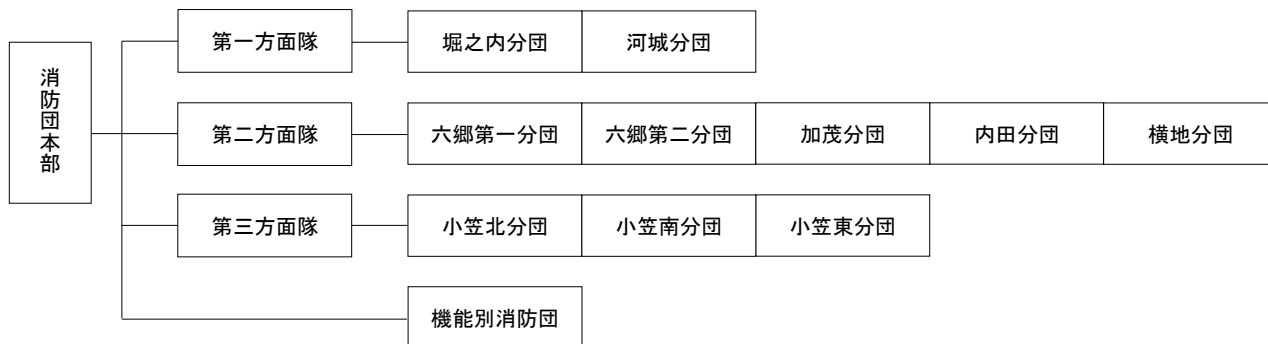 消防団本部
第一方面隊
堀之内分団
河城分団
第二方面隊
六郷第一分団
六郷第二分団
加茂分団
内田分団
横地分団
第三方面隊
小笠北分団
小笠南分団
小笠東分団
機能別消防団